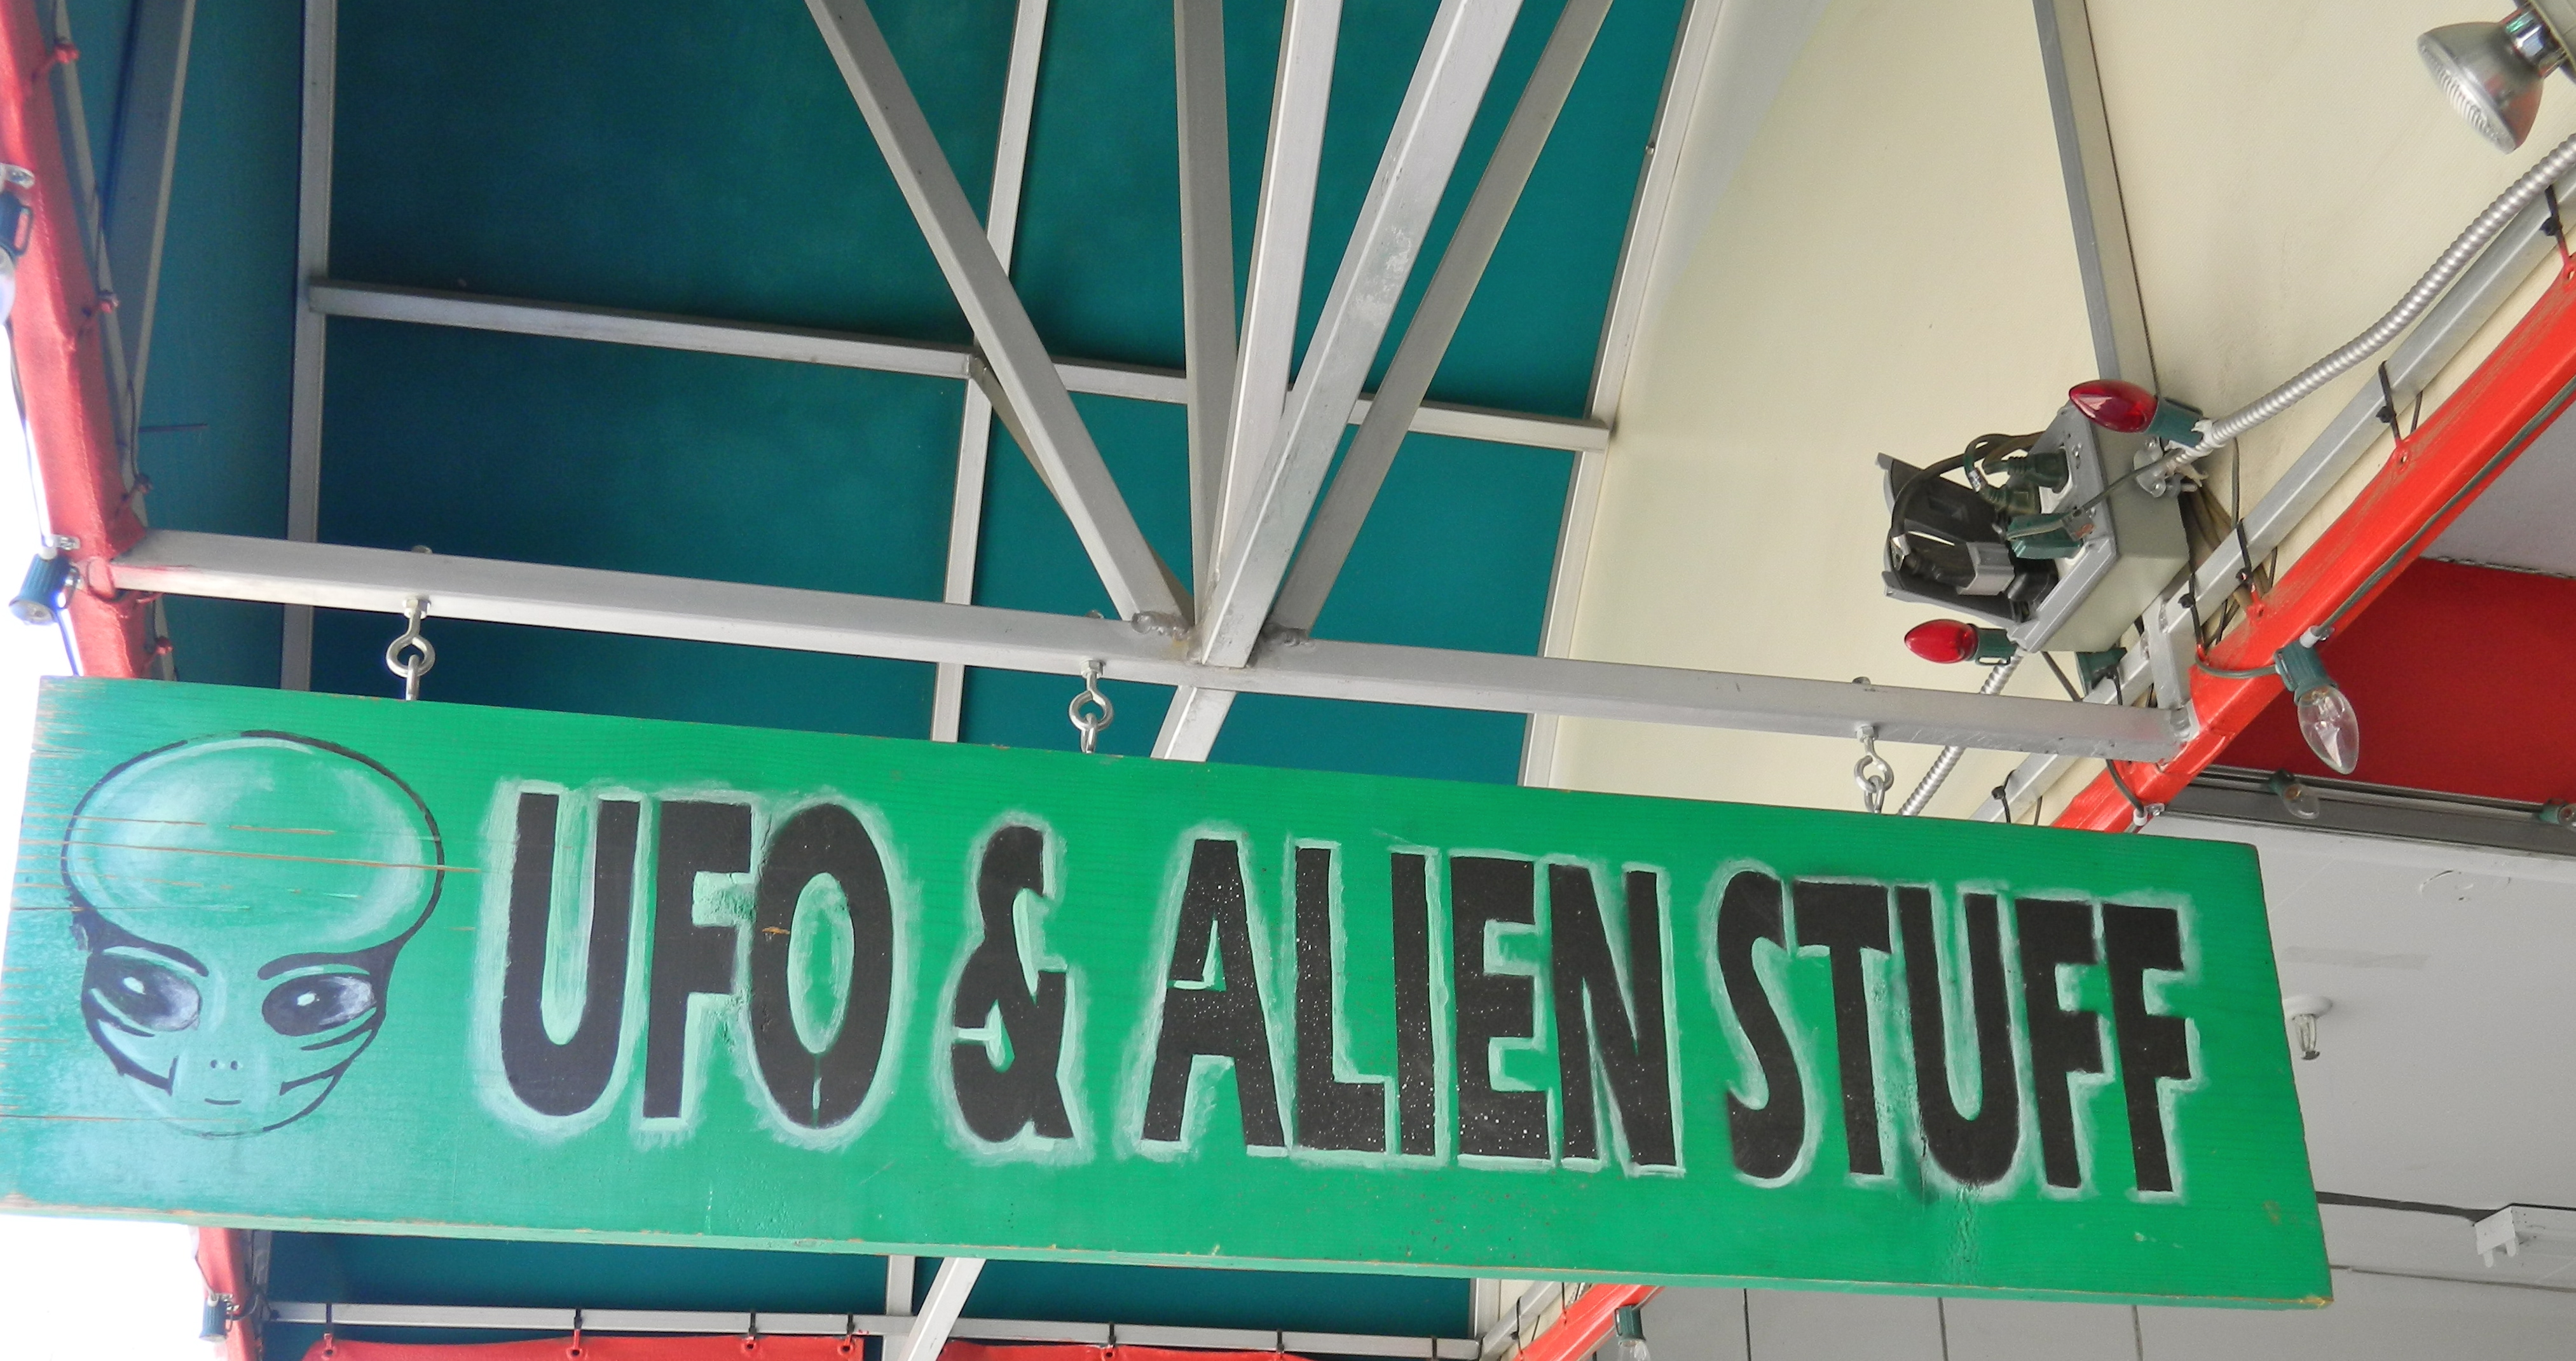 UFO & ALIEN STUFF